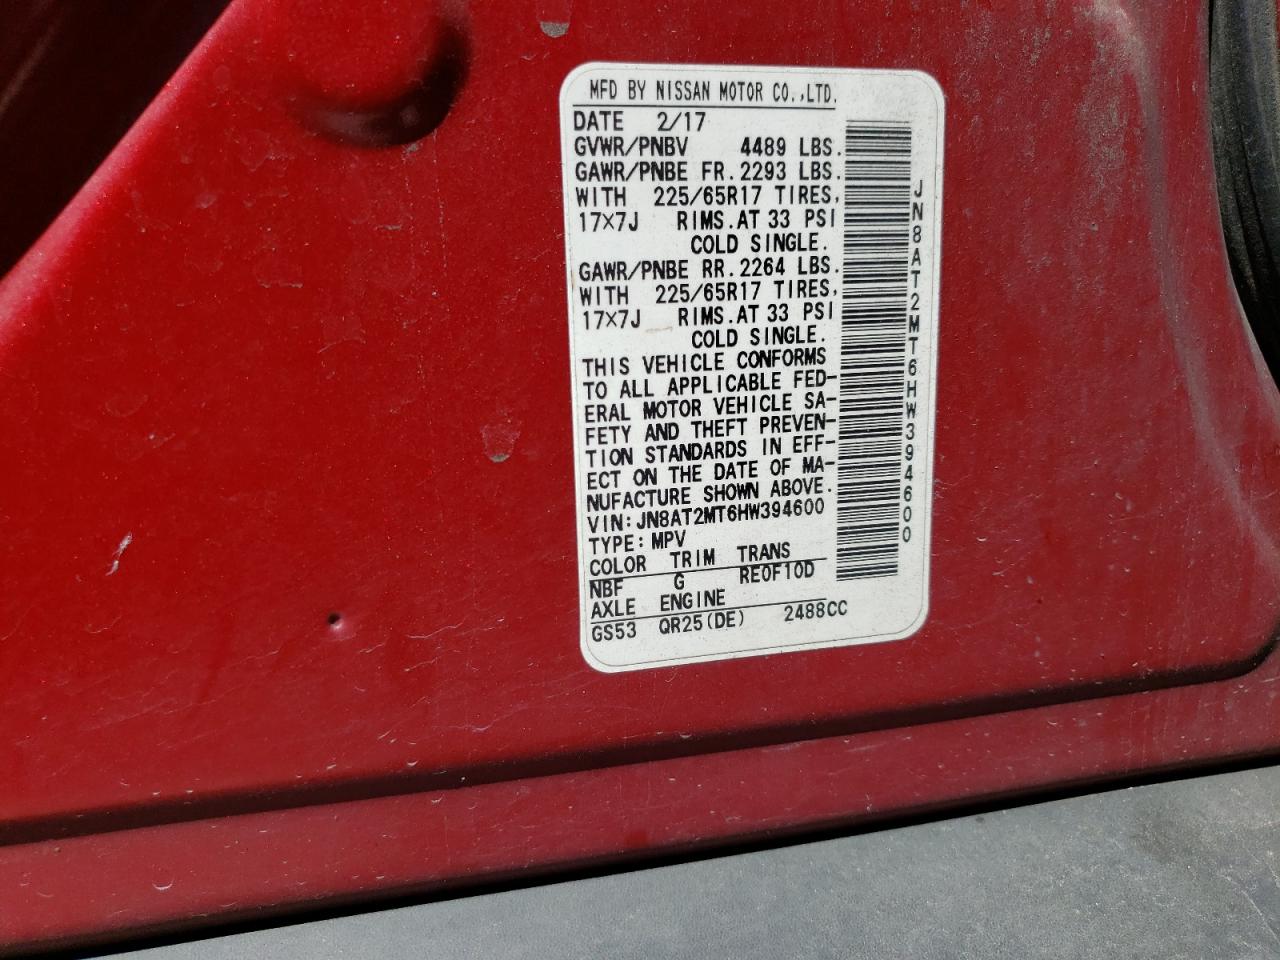 MFD BY NISSAN MOTOR CO.,LTD.
DATE 2/17
GVWR/PNBV 4489 LBS.
GAWR/PNBE FR. 2293 LBS.
WITH 225/65R17 TIRES,
17×7J RIMS. AT 33 PSI
COLD SINGLE.
GAWR/PNBE RR. 2264 LBS.
WITH 225/65R17 TIRES,
17×7J RIMS. AT 33 PSI
COLD SINGLE.
THIS VEHICLE CONFORMS
TO ALL APPLICABLE FED-
ERAL MOTOR VEHICLE SA-
FETY AND THEFT PREVEN-
TION STANDARDS IN EFF-
ECT ON THE DATE OF MA-
NUFACTURE SHOWN ABOVE.
VIN: JN8AT2MT6HW394600
TYPE: MPV
COLOR TRIM TRANS
NBF G RE0F10D
AXLE ENGINE
GS53 QR25(DE) 2488CC
JN8AT2MT6HW394600